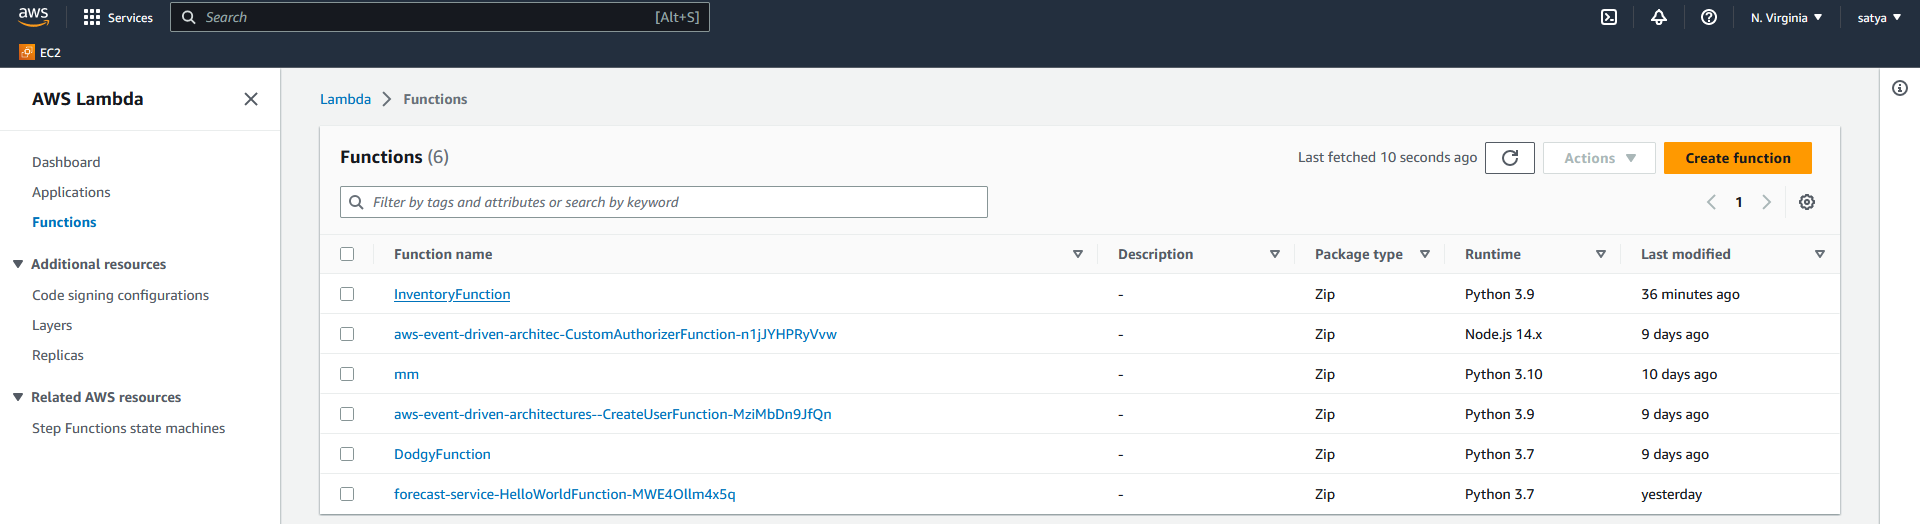 aws
Services
Search [Alt+S]
N. Virginia
satya
EC2
AWS Lambda
Dashboard
Applications
Functions
Additional resources
Code signing configurations
Layers
Replicas
Related AWS resources
Step Functions state machines
Lambda > Functions
Functions (6)
Last fetched 10 seconds ago
Actions
Create function
Filter by tags and attributes or search by keyword
1
Function name Description Package type Runtime Last modified
InventoryFunction - Zip Python 3.9 36 minutes ago
aws-event-driven-architec-CustomAuthorizerFunction-n1jJYHPRyVvw - Zip Node.js 14.x 9 days ago
mm - Zip Python 3.10 10 days ago
aws-event-driven-architectures--CreateUserFunction-MziMbDn9JfQn - Zip Python 3.9 9 days ago
DodgyFunction - Zip Python 3.7 9 days ago
forecast-service-HelloWorldFunction-MWE4Ollm4x5q - Zip Python 3.7 yesterday